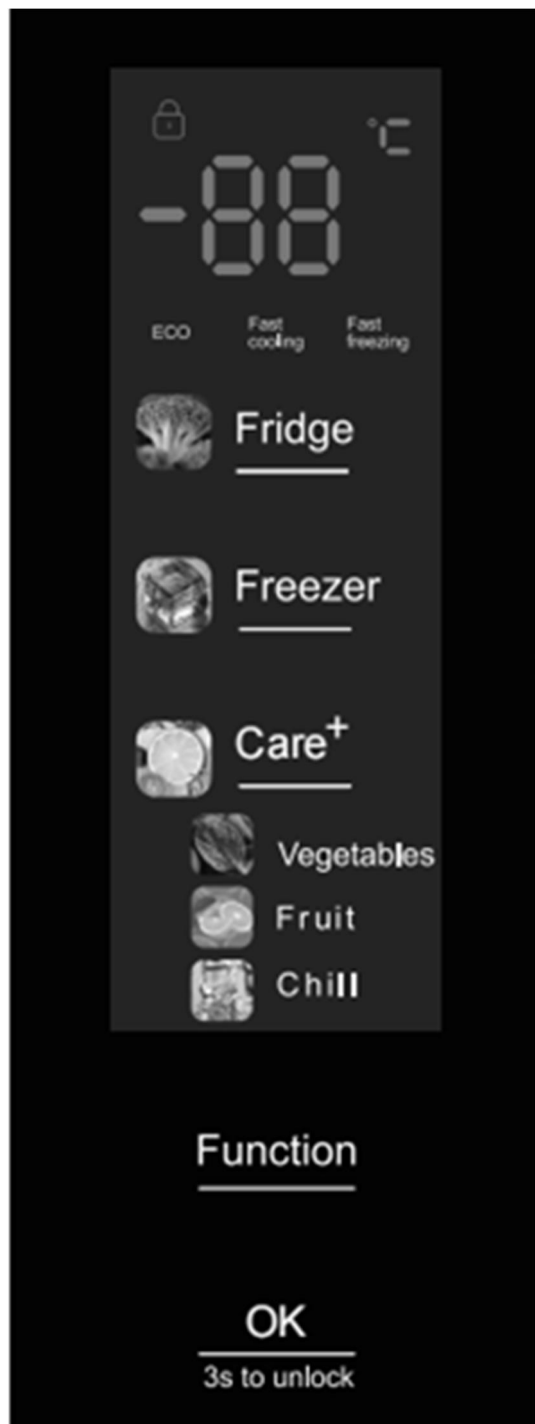 °C
-88
ECO
Fast cooling
Fast freezing
Fridge
Freezer
Care+
Vegetables
Fruit
Chill
Function
OK
3s to unlock